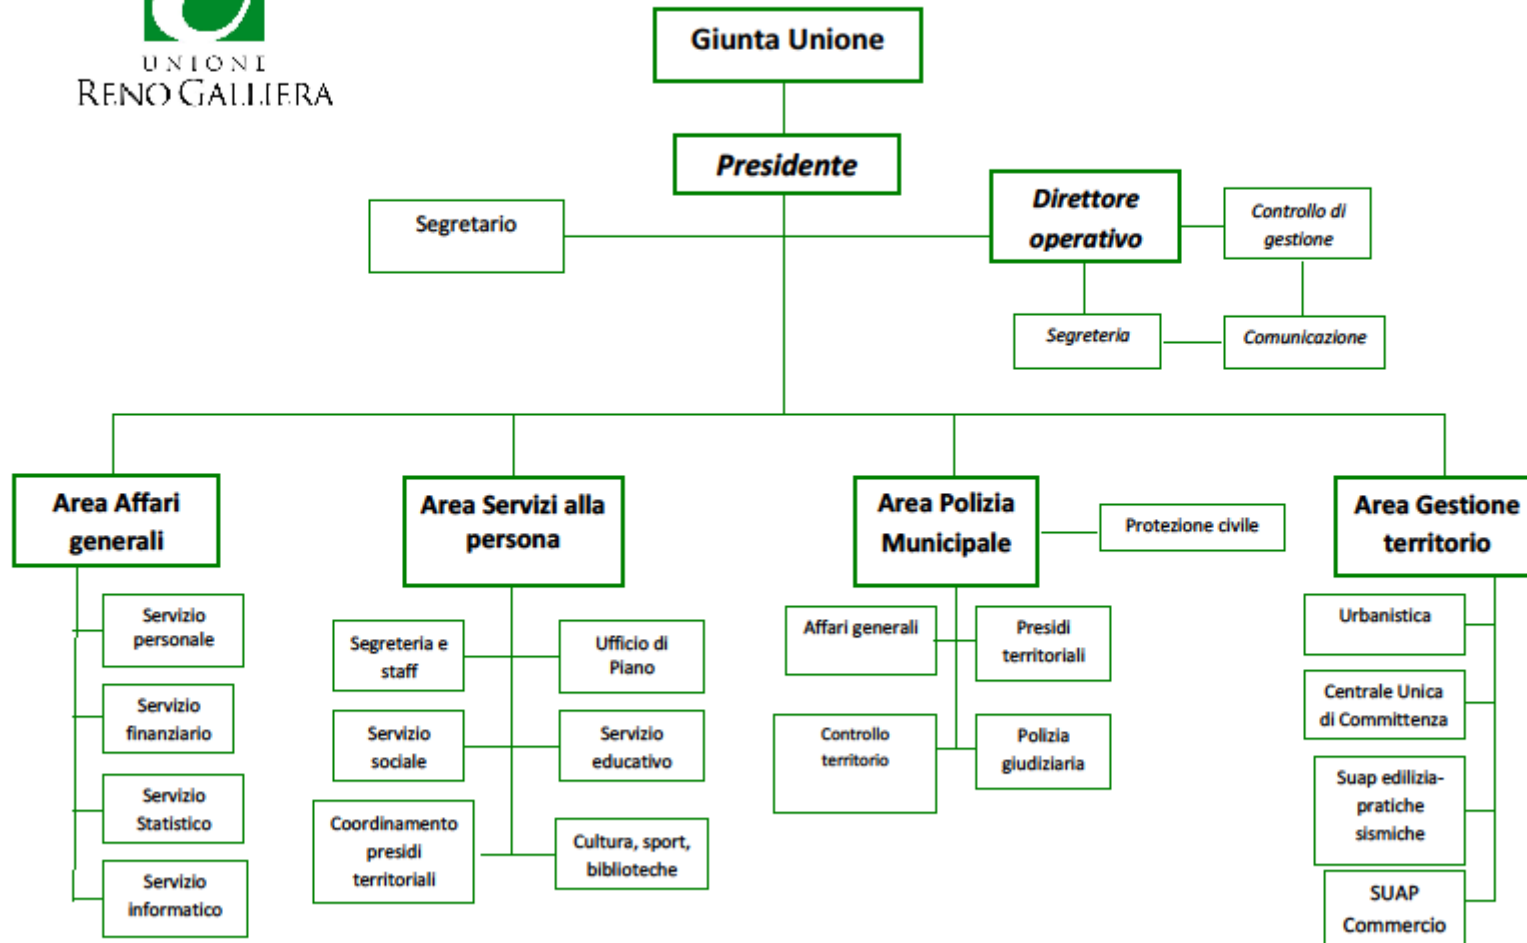 UNIONE
RENO GALLIERA
Giunta Unione
Presidente
Segretario
Direttore
operativo
Controllo di
gestione
Segreteria
Comunicazione
Area Affari
generali
Servizio
personale
Servizio
finanziario
Servizio
Statistico
Servizio
informatico
Area Servizi alla
persona
Segreteria e
staff
Ufficio di
Piano
Servizio
sociale
Servizio
educativo
Coordinamento
presidi
territoriali
Cultura, sport,
biblioteche
Area Polizia
Municipale
Protezione civile
Affari generali
Presidi
territoriali
Controllo
territorio
Polizia
giudiziaria
Area Gestione
territorio
Urbanistica
Centrale Unica
di Committenza
Suap edilizia-
pratiche
sismiche
SUAP
Commercio